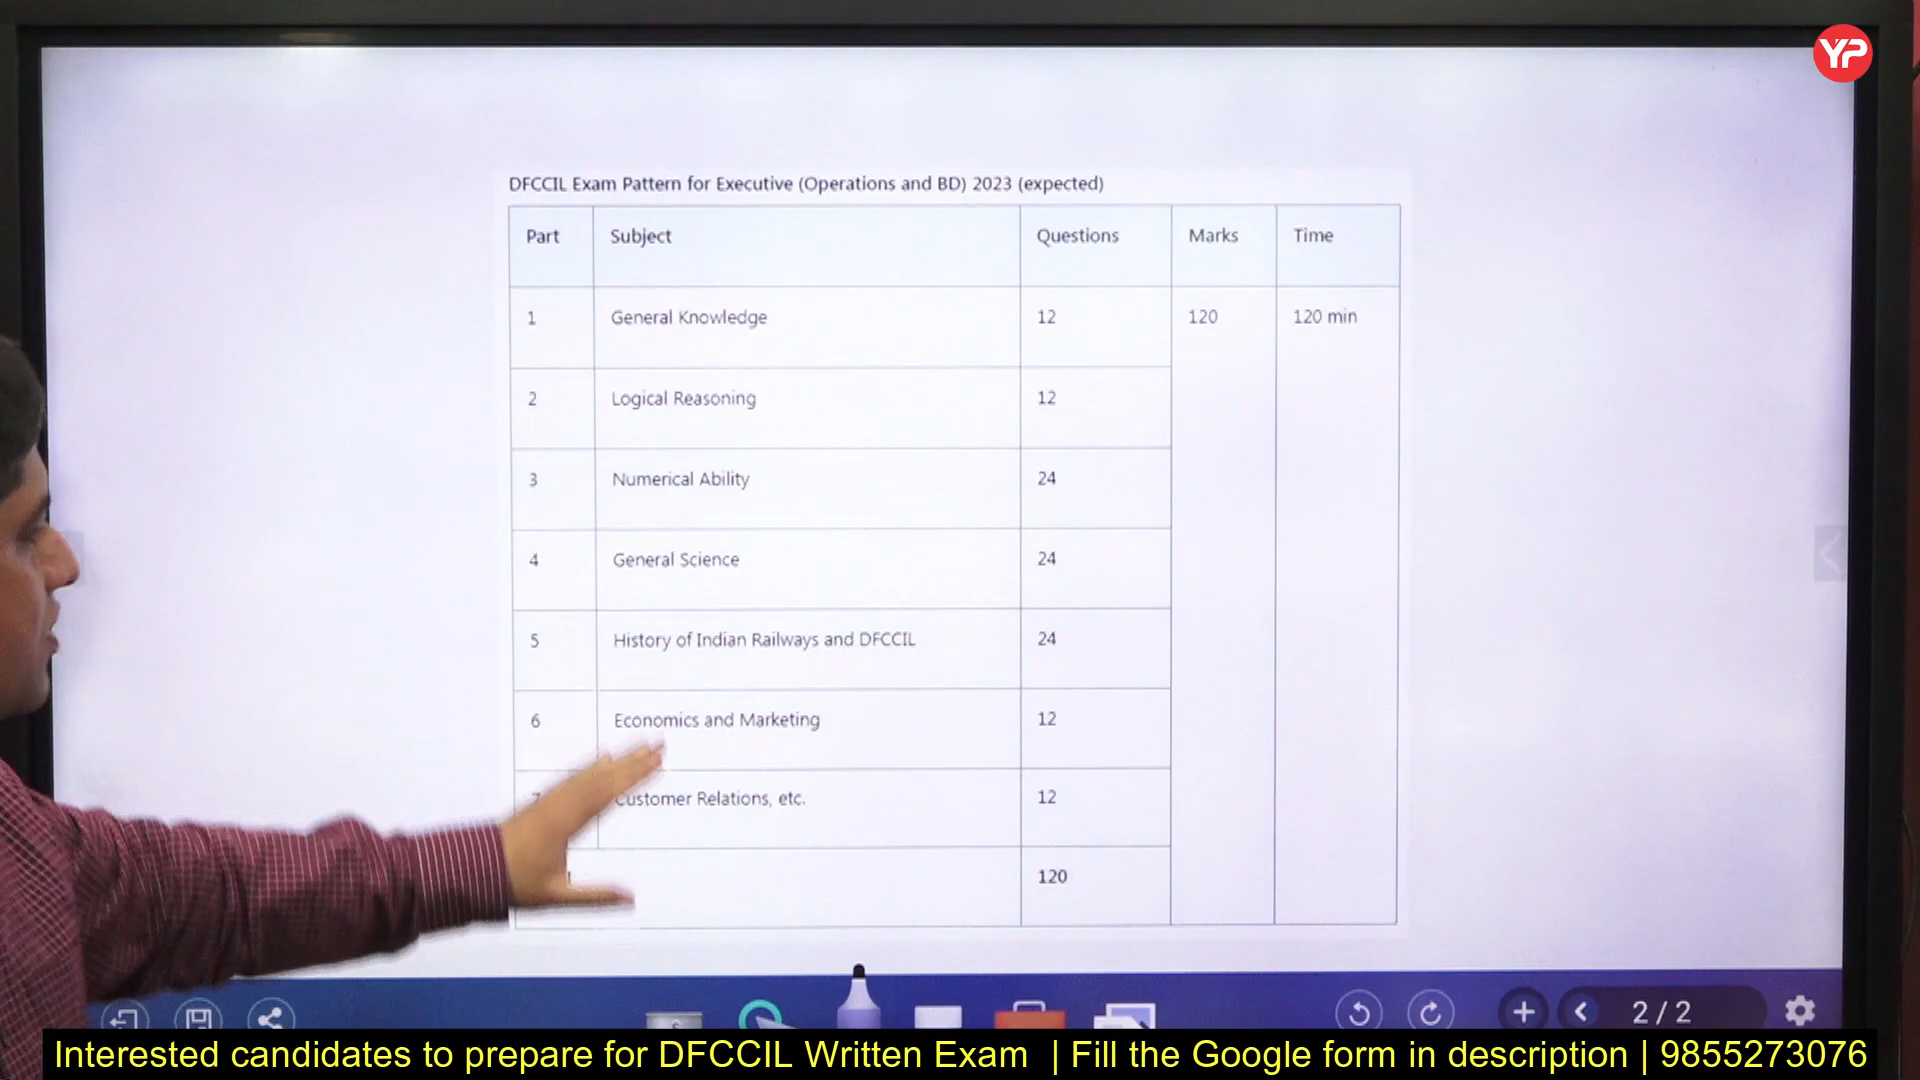 YP
DFCCIL Exam Pattern for Executive (Operations and BD) 2023 (expected)
Part Subject Questions Marks Time
1 General Knowledge 12 120 120 min
2 Logical Reasoning 12
3 Numerical Ability 24
4 General Science 24
5 History of Indian Railways and DFCCIL 24
6 Economics and Marketing 12
7 Customer Relations, etc. 12
120
2 / 2
Interested candidates to prepare for DFCCIL Written Exam | Fill the Google form in description | 9855273076